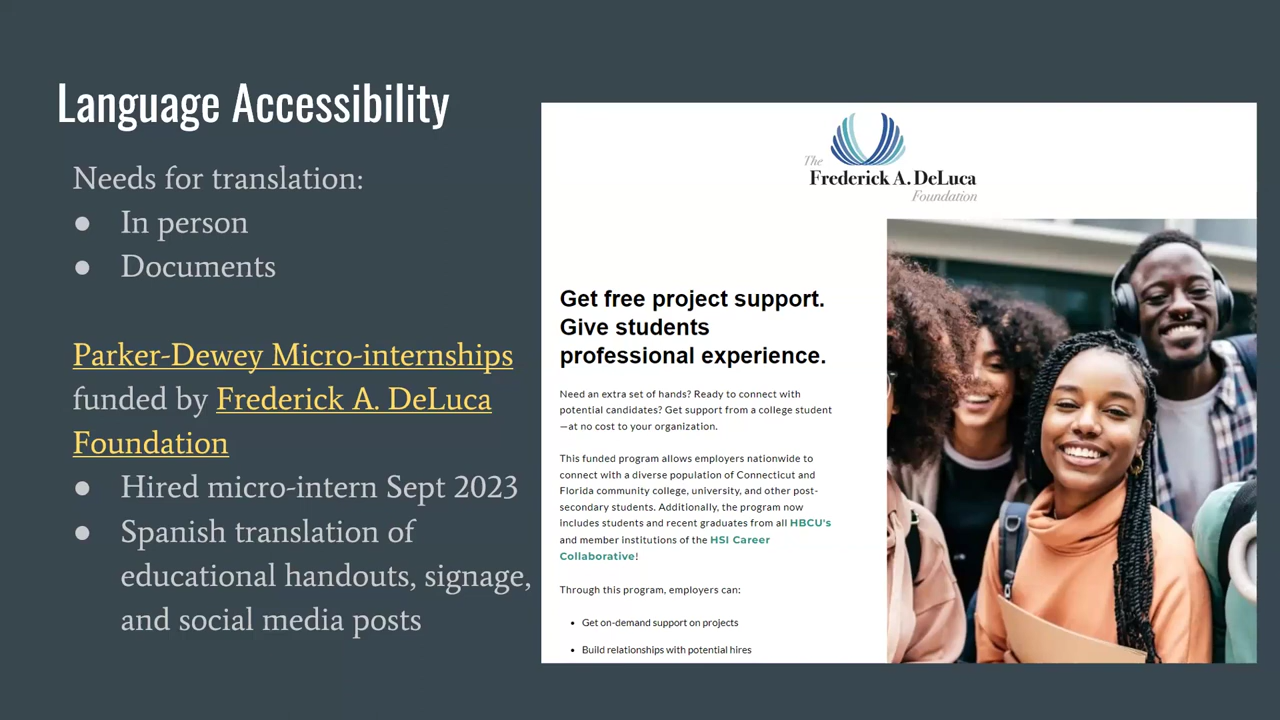 Language Accessibility
Needs for translation:
● In person
● Documents
Parker-Dewey Micro-internships
funded by Frederick A. DeLuca
Foundation
● Hired micro-intern Sept 2023
● Spanish translation of
educational handouts, signage,
and social media posts
The
Frederick A. DeLuca
Foundation
Get free project support.
Give students
professional experience.
Need an extra set of hands? Ready to connect with
potential candidates? Get support from a college student
—at no cost to your organization.
This funded program allows employers nationwide to
connect with a diverse population of Connecticut and
Florida community college, university, and other post-
secondary students. Additionally, the program now
includes students and recent graduates from all HBCU's
and member institutions of the HSI Career
Collaborative!
Through this program, employers can:
• Get on-demand support on projects
• Build relationships with potential hires